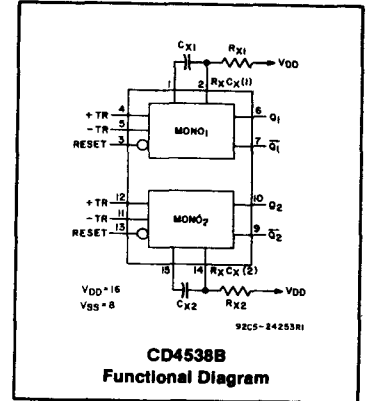 CX1
RX1
VDD
1
2
RXCX(1)
+TR 4
-TR 5
RESET 3
MONO1
6 Q1
7 Q1
+TR 12
-TR 11
RESET 13
MONO2
10 Q2
9 Q2
15
14
RXCX(2)
VDD = 16
VSS = 8
CX2
RX2
VDD
92CS-24253R1
CD4538B
Functional Diagram